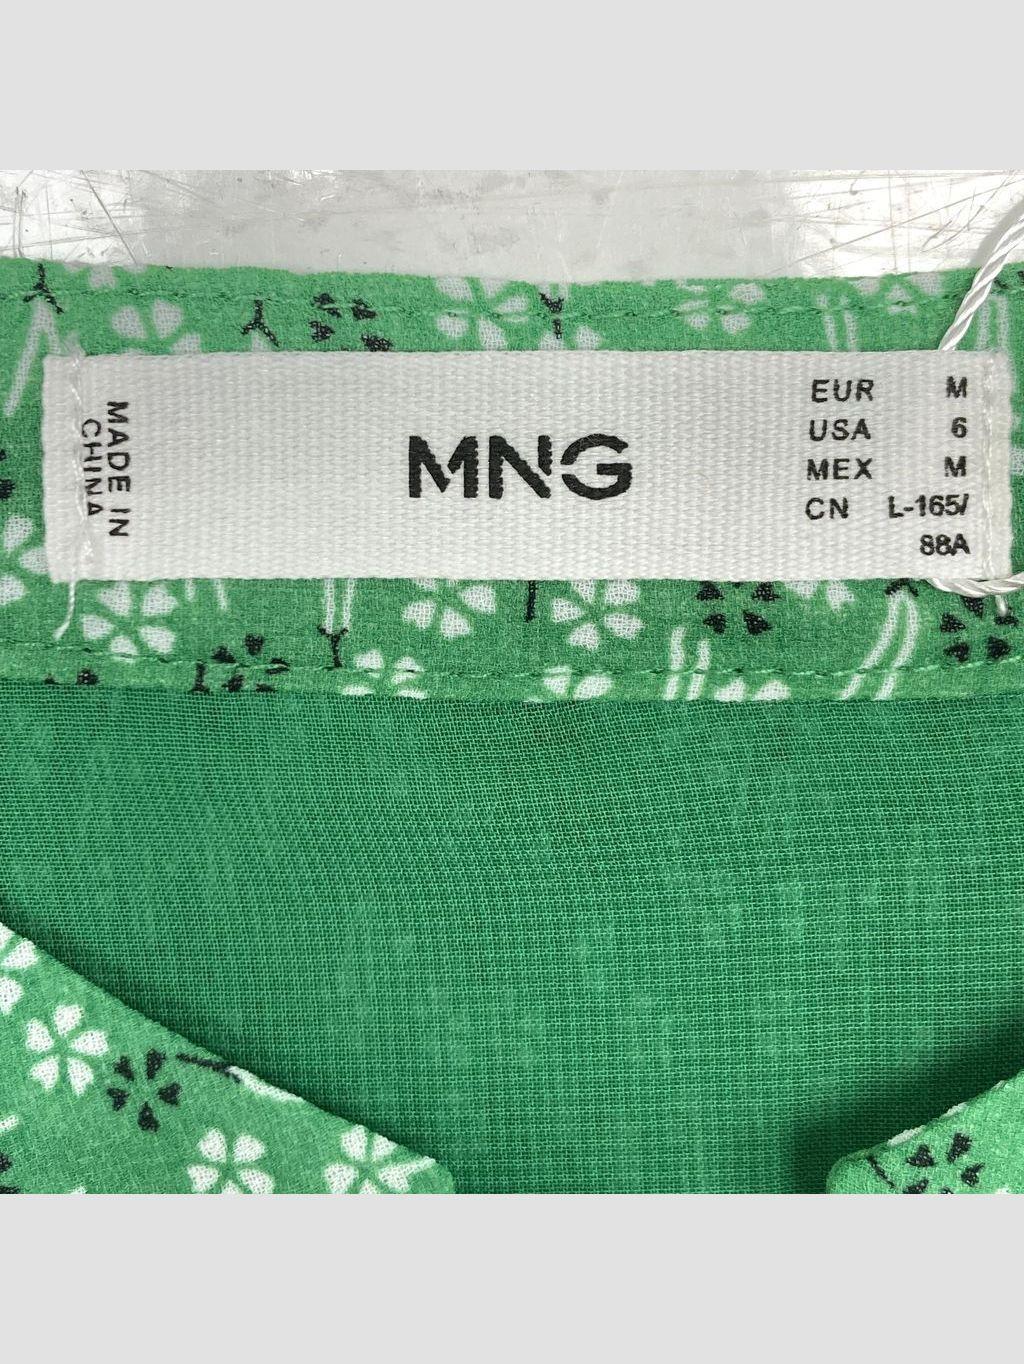 MADE IN
CHINA
MNG
EUR M
USA 6
MEX M
CN L-165/
88A